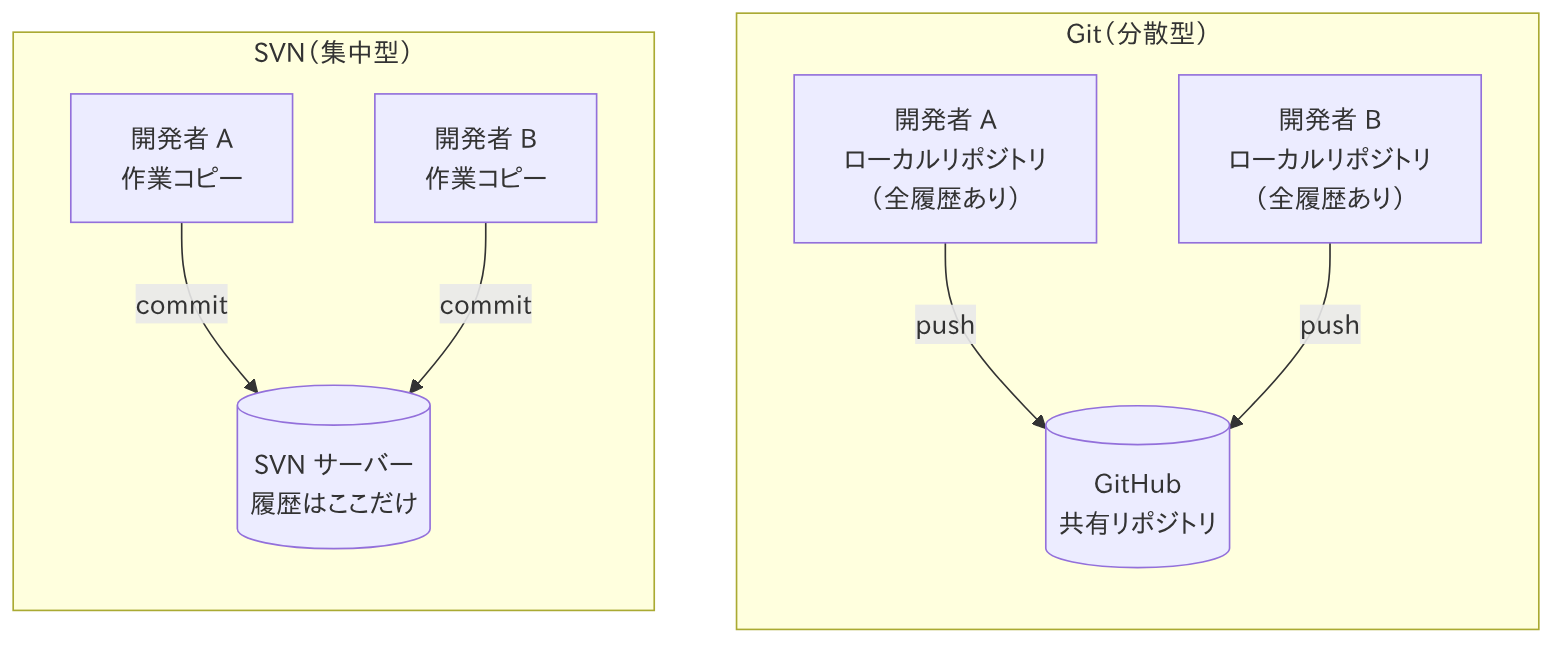 SVN（集中型）
開発者 A
作業コピー
開発者 B
作業コピー
commit
commit
SVN サーバー
履歴はここだけ
Git（分散型）
開発者 A
ローカルリポジトリ
（全履歴あり）
開発者 B
ローカルリポジトリ
（全履歴あり）
push
push
GitHub
共有リポジトリ